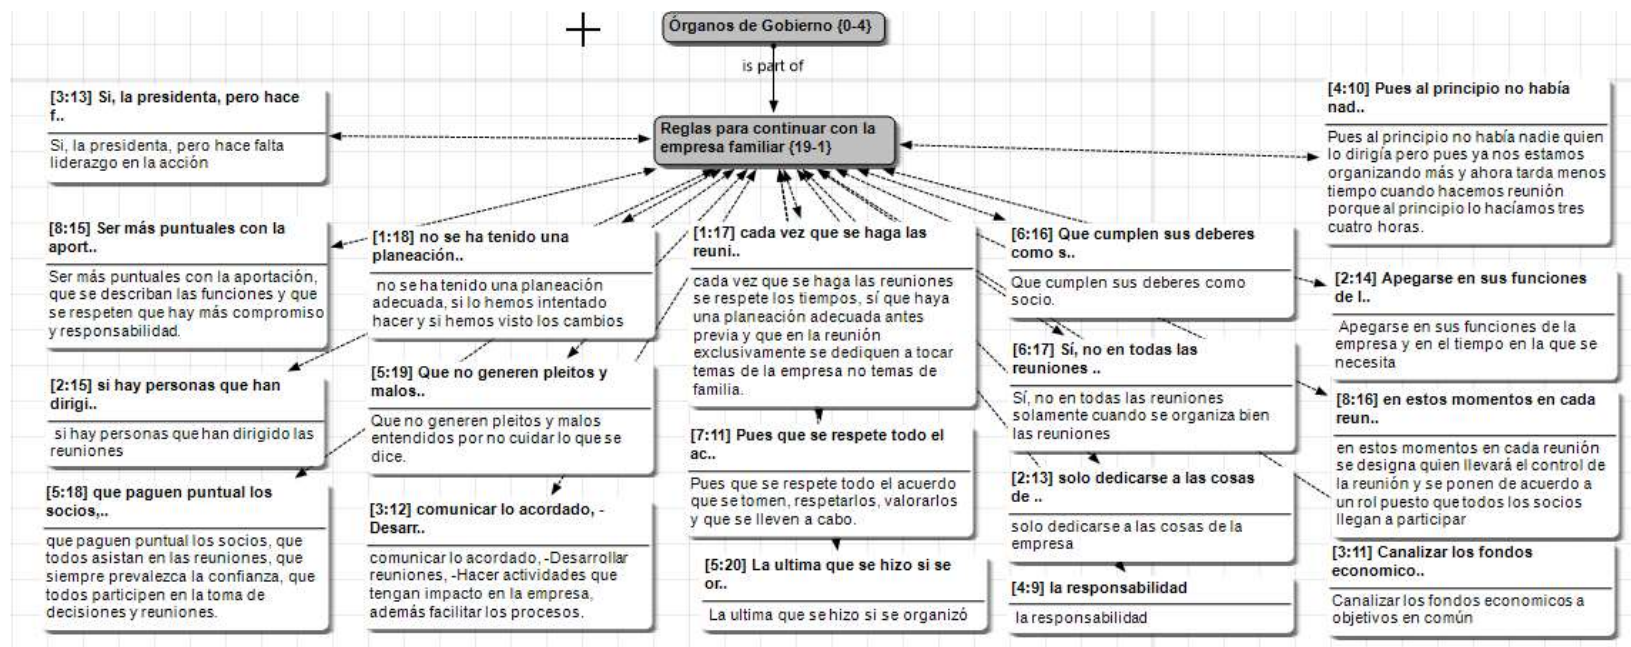 Órganos de Gobierno {0-4}
is part of
Reglas para continuar con la
empresa familiar {19-1}
[3:13] Si, la presidenta, pero hace
f..
Si, la presidenta, pero hace falta
liderazgo en la acción
[8:15] Ser más puntuales con la
aport..
Ser más puntuales con la aportación,
que se describan las funciones y que
se respeten que hay más compromiso
y responsabilidad.
[2:15] si hay personas que han
dirigi..
si hay personas que han dirigido las
reuniones
[5:18] que paguen puntual los
socios,..
que paguen puntual los socios, que
todos asistan en las reuniones, que
siempre prevalezca la confianza, que
todos participen en la toma de
decisiones y reuniones.
[1:18] no se ha tenido una
planeación..
no se ha tenido una planeación
adecuada, si lo hemos intentado
hacer y si hemos visto los cambios
[5:19] Que no generen pleitos y
malos..
Que no generen pleitos y malos
entendidos por no cuidar lo que se
dice.
[3:12] comunicar lo acordado, -
Desarr..
comunicar lo acordado, -Desarrollar
reuniones, -Hacer actividades que
tengan impacto en la empresa,
además facilitar los procesos.
[1:17] cada vez que se haga las
reuni..
cada vez que se haga las reuniones
se respete los tiempos, sí que haya
una planeación adecuada antes
previa y que en la reunión
exclusivamente se dediquen a tocar
temas de la empresa no temas de
familia.
[7:11] Pues que se respete todo el
ac..
Pues que se respete todo el acuerdo
que se tomen, respetarlos, valorarlos
y que se lleven a cabo.
[5:20] La ultima que se hizo si se
or..
La ultima que se hizo si se organizó
[6:16] Que cumplen sus deberes
como s..
Que cumplen sus deberes como
socio.
[6:17] Sí, no en todas las
reuniones ..
Sí, no en todas las reuniones
solamente cuando se organiza bien
las reuniones
[2:13] solo dedicarse a las cosas
de ..
solo dedicarse a las cosas de la
empresa
[4:9] la responsabilidad
la responsabilidad
[4:10] Pues al principio no había
nad..
Pues al principio no había nadie quien
lo dirigía pero pues ya nos estamos
organizando más y ahora tarda menos
tiempo cuando hacemos reunión
porque al principio lo hacíamos tres
cuatro horas.
[2:14] Apegarse en sus funciones
de l..
Apegarse en sus funciones de la
empresa y en el tiempo en la que se
necesita
[8:16] en estos momentos en cada
reun..
en estos momentos en cada reunión
se designa quien llevará el control de
la reunión y se ponen de acuerdo a
un rol puesto que todos los socios
llegan a participar
[3:11] Canalizar los fondos
economico..
Canalizar los fondos economicos a
objetivos en común